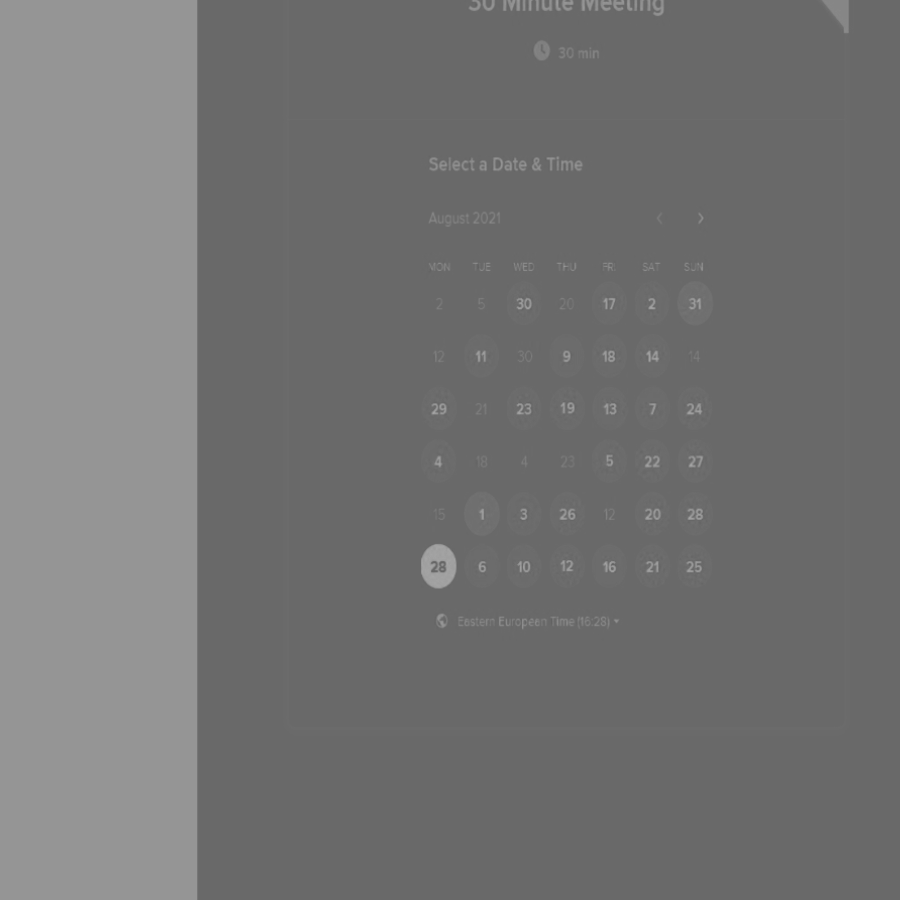 30 Minute Meeting
30 min
Select a Date & Time
August 2021
MON TUE WED THU FRI SAT SUN
2 5 30 20 17 2 31
12 11 30 9 18 14 14
29 21 23 19 13 7 24
4 18 4 23 5 22 27
15 1 3 26 12 20 28
28 6 10 12 16 21 25
Eestern Europeen Time (16:28)